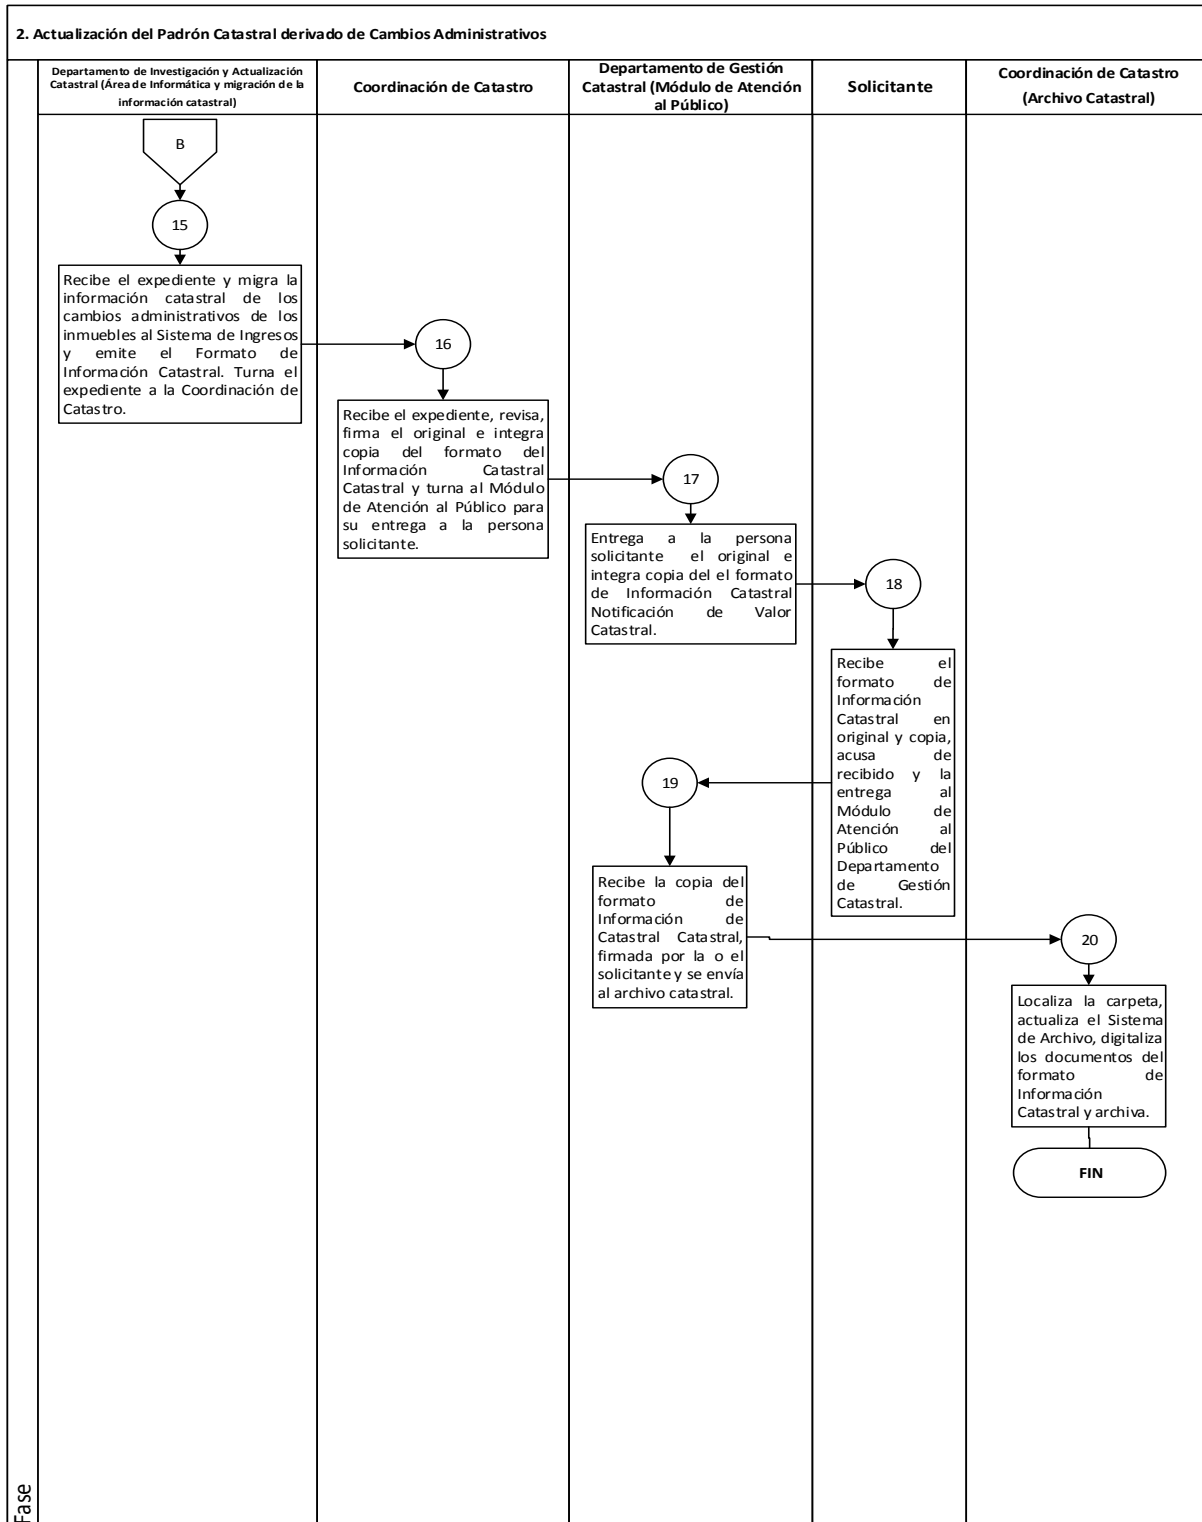 2. Actualización del Padrón Catastral derivado de Cambios Administrativos
Departamento de Investigación y Actualización
Catastral (Área de Informática y migración de la
información catastral)
Coordinación de Catastro
Departamento de Gestión
Catastral (Módulo de Atención
al Público)
Solicitante
Coordinación de Catastro
(Archivo Catastral)
B
15
Recibe el expediente y migra la
información catastral de los
cambios administrativos de los
inmuebles al Sistema de Ingresos
y emite el Formato de
Información Catastral. Turna el
expediente a la Coordinación de
Catastro.
16
Recibe el expediente, revisa,
firma el original e integra
copia del formato del
Información Catastral
Catastral y turna al Módulo
de Atención al Público para
su entrega a la persona
solicitante.
17
Entrega a la persona
solicitante el original e
integra copia del el formato
de Información Catastral
Notificación de Valor
Catastral.
18
Recibe el
formato de
Información
Catastral en
original y copia,
acusa de
recibido y la
entrega al
Módulo de
Atención al
Público del
Departamento
de Gestión
Catastral.
19
Recibe la copia del
formato de
Información de
Catastral Catastral,
firmada por la o el
solicitante y se envía
al archivo catastral.
20
Localiza la carpeta,
actualiza el Sistema
de Archivo, digitaliza
los documentos del
formato de
Información
Catastral y archiva.
FIN
Fase